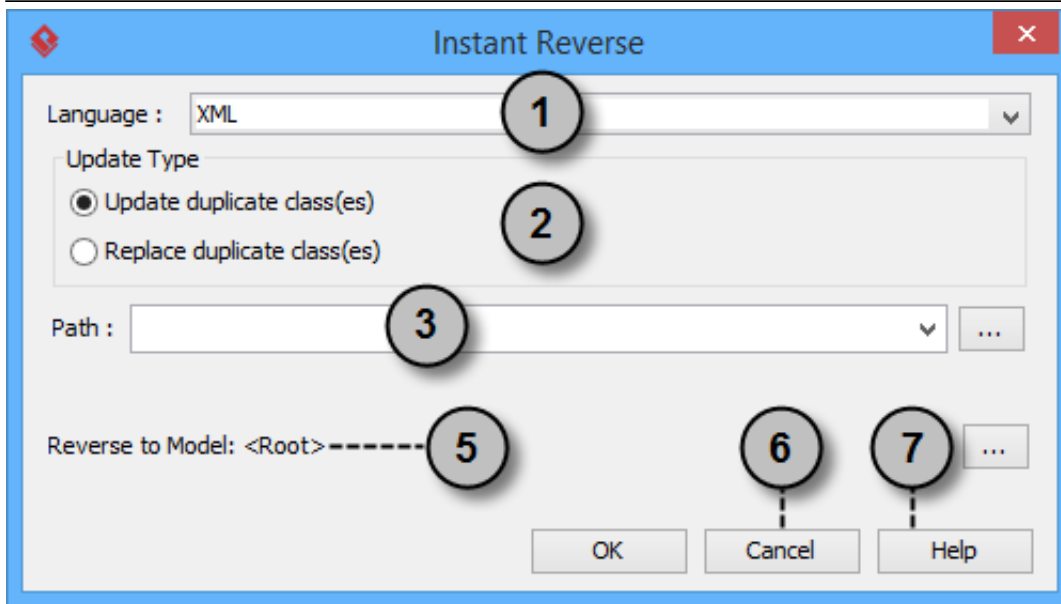 Instant Reverse
Language : XML 1
Update Type
Update duplicate class(es)
2
Replace duplicate class(es)
Path : 3 ...
Reverse to Model: <Root> 5 6 7 ...
OK Cancel Help